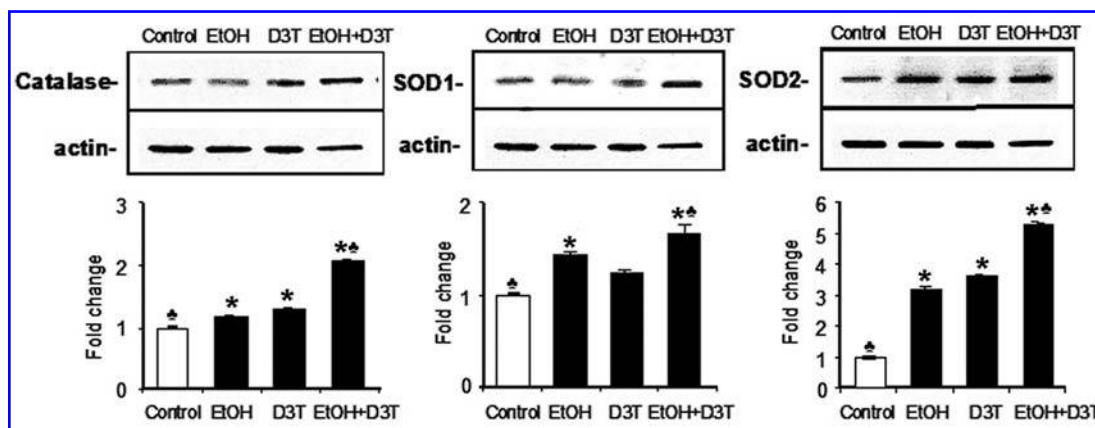 Control EtOH D3T EtOH+D3T
Catalase-
actin-
Fold change
3
2
1
0
♣
*
*
*♣
Control EtOH D3T EtOH+D3T
Control EtOH D3T EtOH+D3T
SOD1-
actin-
Fold change
2
1
0
♣
*
*♣
Control EtOH D3T EtOH+D3T
Control EtOH D3T EtOH+D3T
SOD2-
actin-
Fold change
6
5
4
3
2
1
0
♣
*
*
*♣
Control EtOH D3T EtOH+D3T